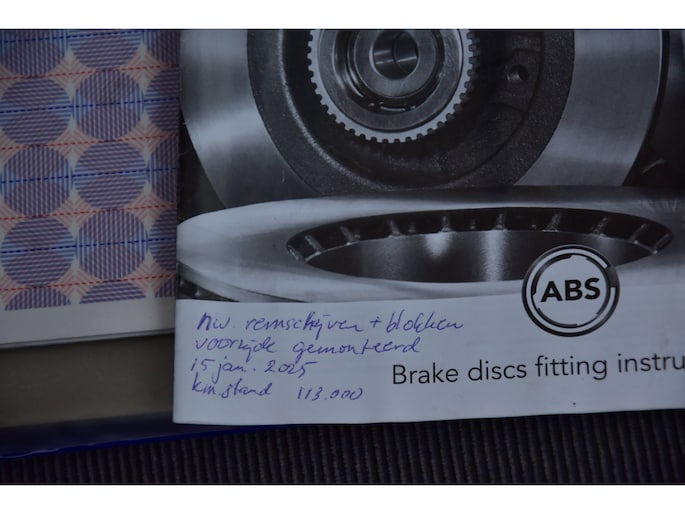 ABS
nw. remschijven + blokken
voorzijde gemonteerd
15 jan. 2025
km stand 113.000
Brake discs fitting instru